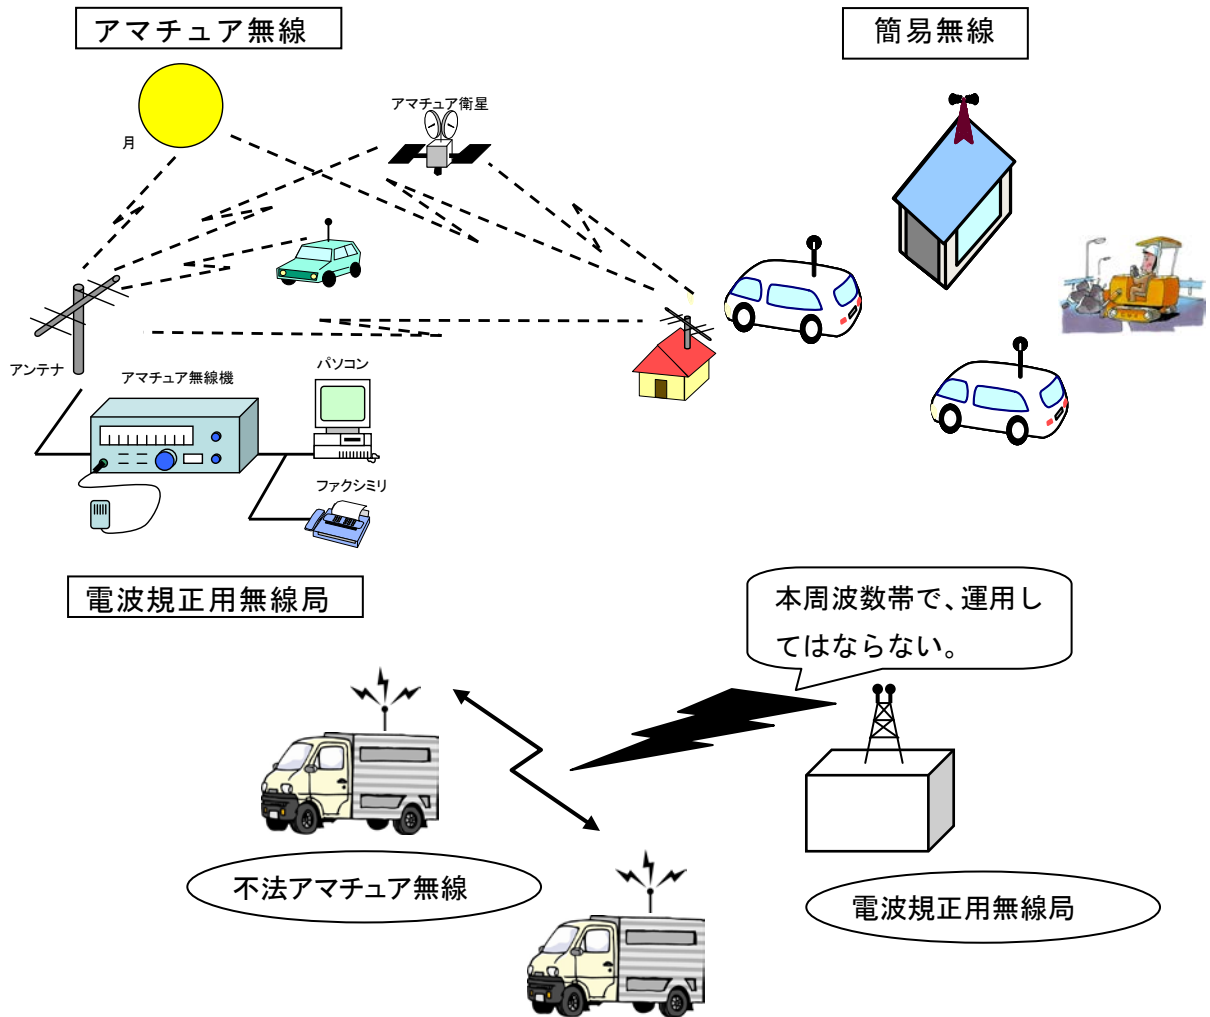 アマチュア無線
簡易無線
アマチュア衛星
月
アンテナ
アマチュア無線機
パソコン
ファクシミリ
電波規正用無線局
本周波数帯で、運用し
てはならない。
不法アマチュア無線
電波規正用無線局